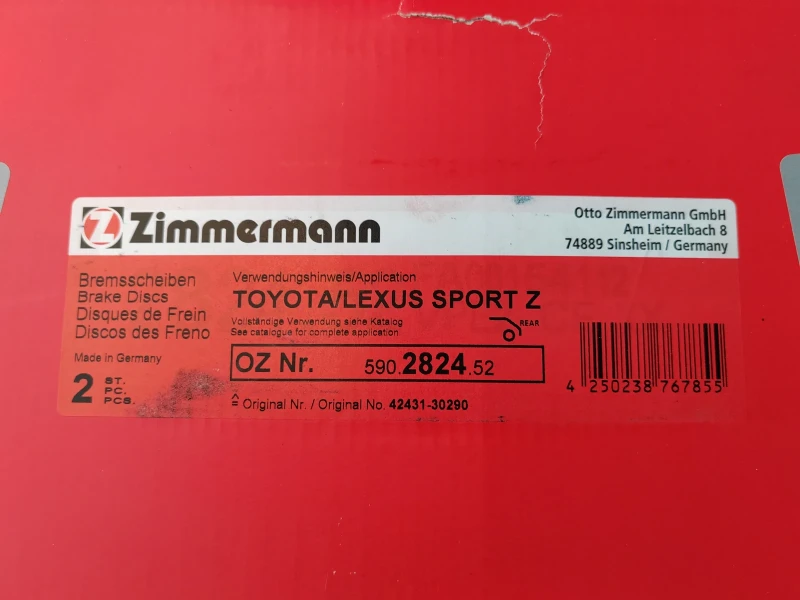 Z Zimmermann
Otto Zimmermann GmbH
Am Leitzelbach 8
74889 Sinsheim / Germany
Bremsscheiben
Brake Discs
Disques de Frein
Discos des Freno
Made in Germany
2 ST.
PC.
PCS.
Verwendungshinweis/Application
TOYOTA/LEXUS SPORT Z
Vollständige Verwendung siehe Katalog
See catalogue for complete application
REAR
OZ Nr. 590.2824.52
≙ Original Nr. / Original No. 42431-30290
4 250238 767855